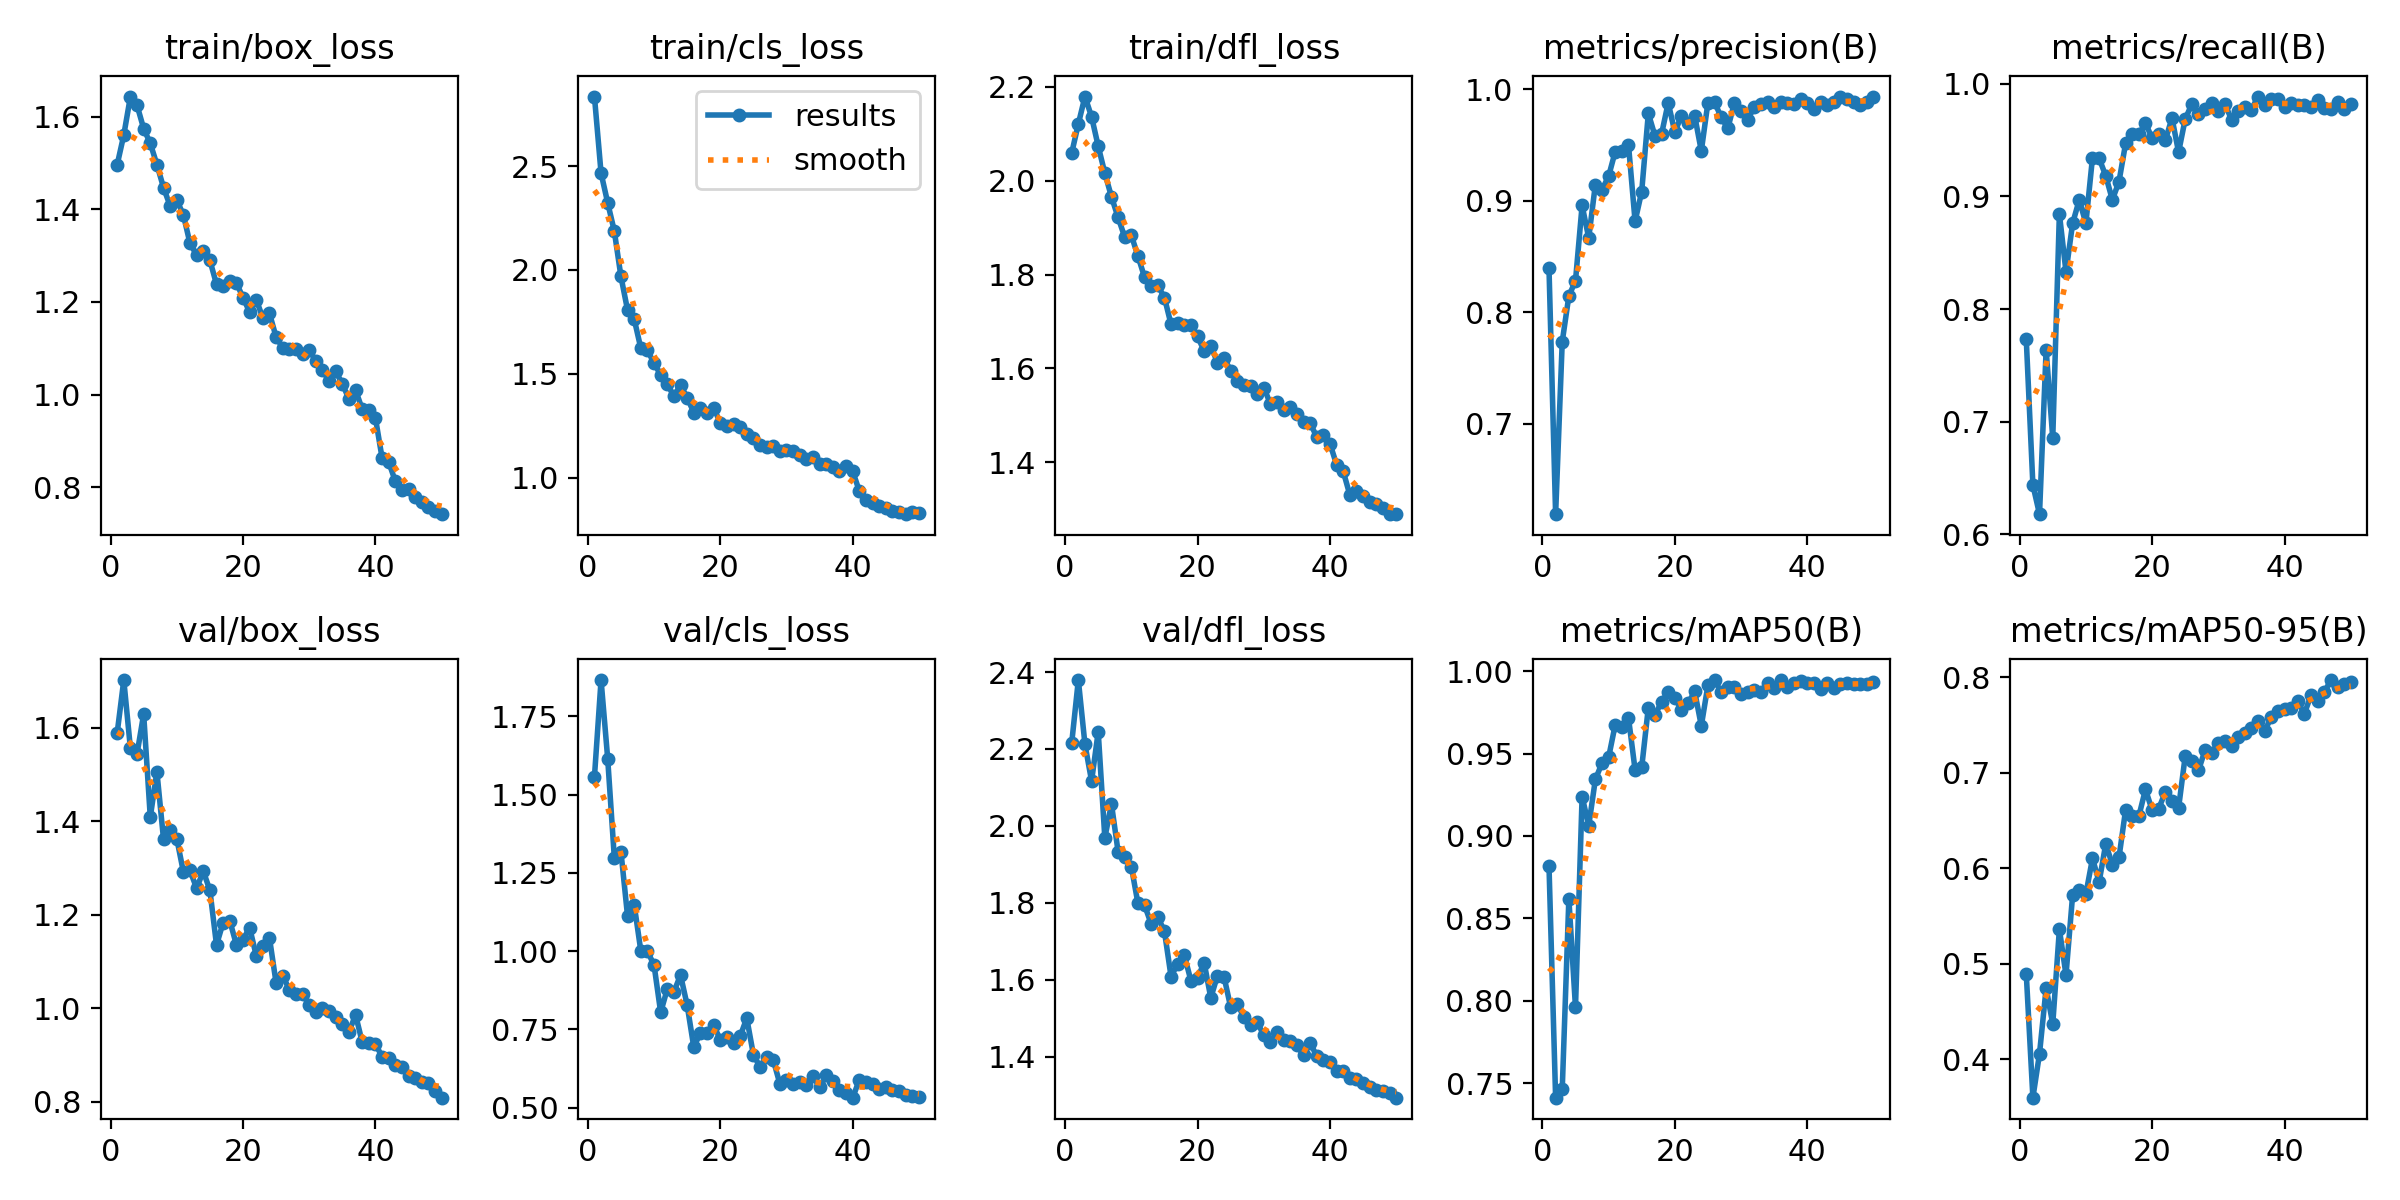 train/box_loss
1.6
1.4
1.2
1.0
0.8
0 20 40
train/cls_loss
results
smooth
2.5
2.0
1.5
1.0
0 20 40
train/dfl_loss
2.2
2.0
1.8
1.6
1.4
0 20 40
metrics/precision(B)
1.0
0.9
0.8
0.7
0 20 40
metrics/recall(B)
1.0
0.9
0.8
0.7
0.6
0 20 40
val/box_loss
1.6
1.4
1.2
1.0
0.8
0 20 40
val/cls_loss
1.75
1.50
1.25
1.00
0.75
0.50
0 20 40
val/dfl_loss
2.4
2.2
2.0
1.8
1.6
1.4
0 20 40
metrics/mAP50(B)
1.00
0.95
0.90
0.85
0.80
0.75
0 20 40
metrics/mAP50-95(B)
0.8
0.7
0.6
0.5
0.4
0 20 40